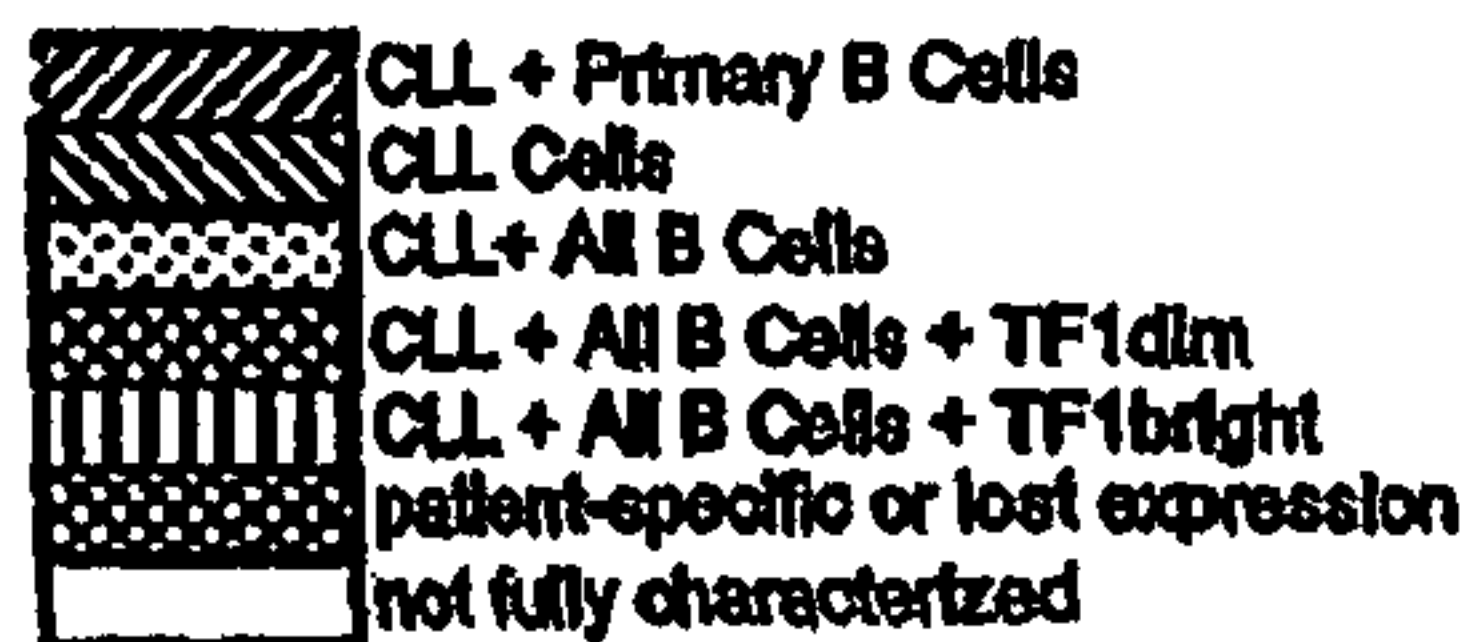 CLL + Primary B Cells
CLL Cells
CLL+ All B Cells
CLL + All B Cells + TF1dim
CLL + All B Cells + TF1bright
patient-specific or lost expression
not fully characterized